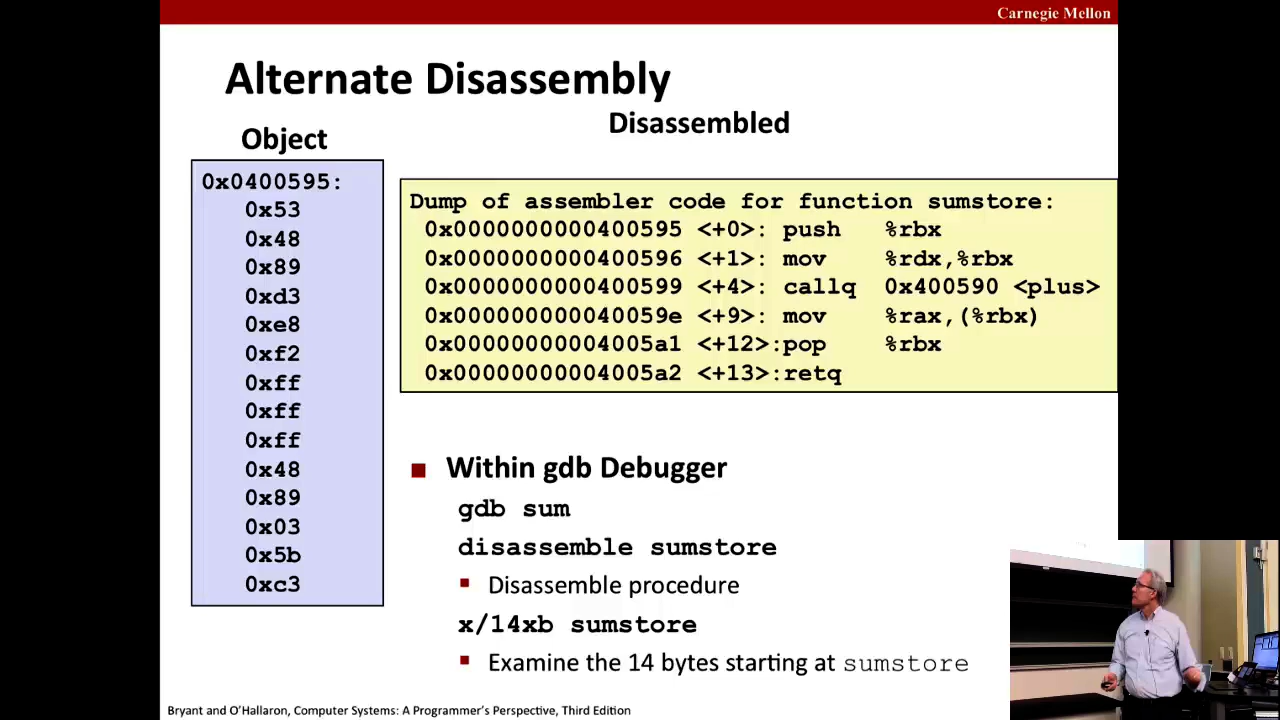 Carnegie Mellon
Alternate Disassembly
Object
Disassembled
0x0400595:
0x53
0x48
0x89
0xd3
0xe8
0xf2
0xff
0xff
0xff
0x48
0x89
0x03
0x5b
0xc3
Dump of assembler code for function sumstore:
0x0000000000400595 <+0>: push %rbx
0x0000000000400596 <+1>: mov %rdx,%rbx
0x0000000000400599 <+4>: callq 0x400590 <plus>
0x000000000040059e <+9>: mov %rax,(%rbx)
0x00000000004005a1 <+12>:pop %rbx
0x00000000004005a2 <+13>:retq
Within gdb Debugger
gdb sum
disassemble sumstore
Disassemble procedure
x/14xb sumstore
Examine the 14 bytes starting at sumstore
Bryant and O'Hallaron, Computer Systems: A Programmer's Perspective, Third Edition